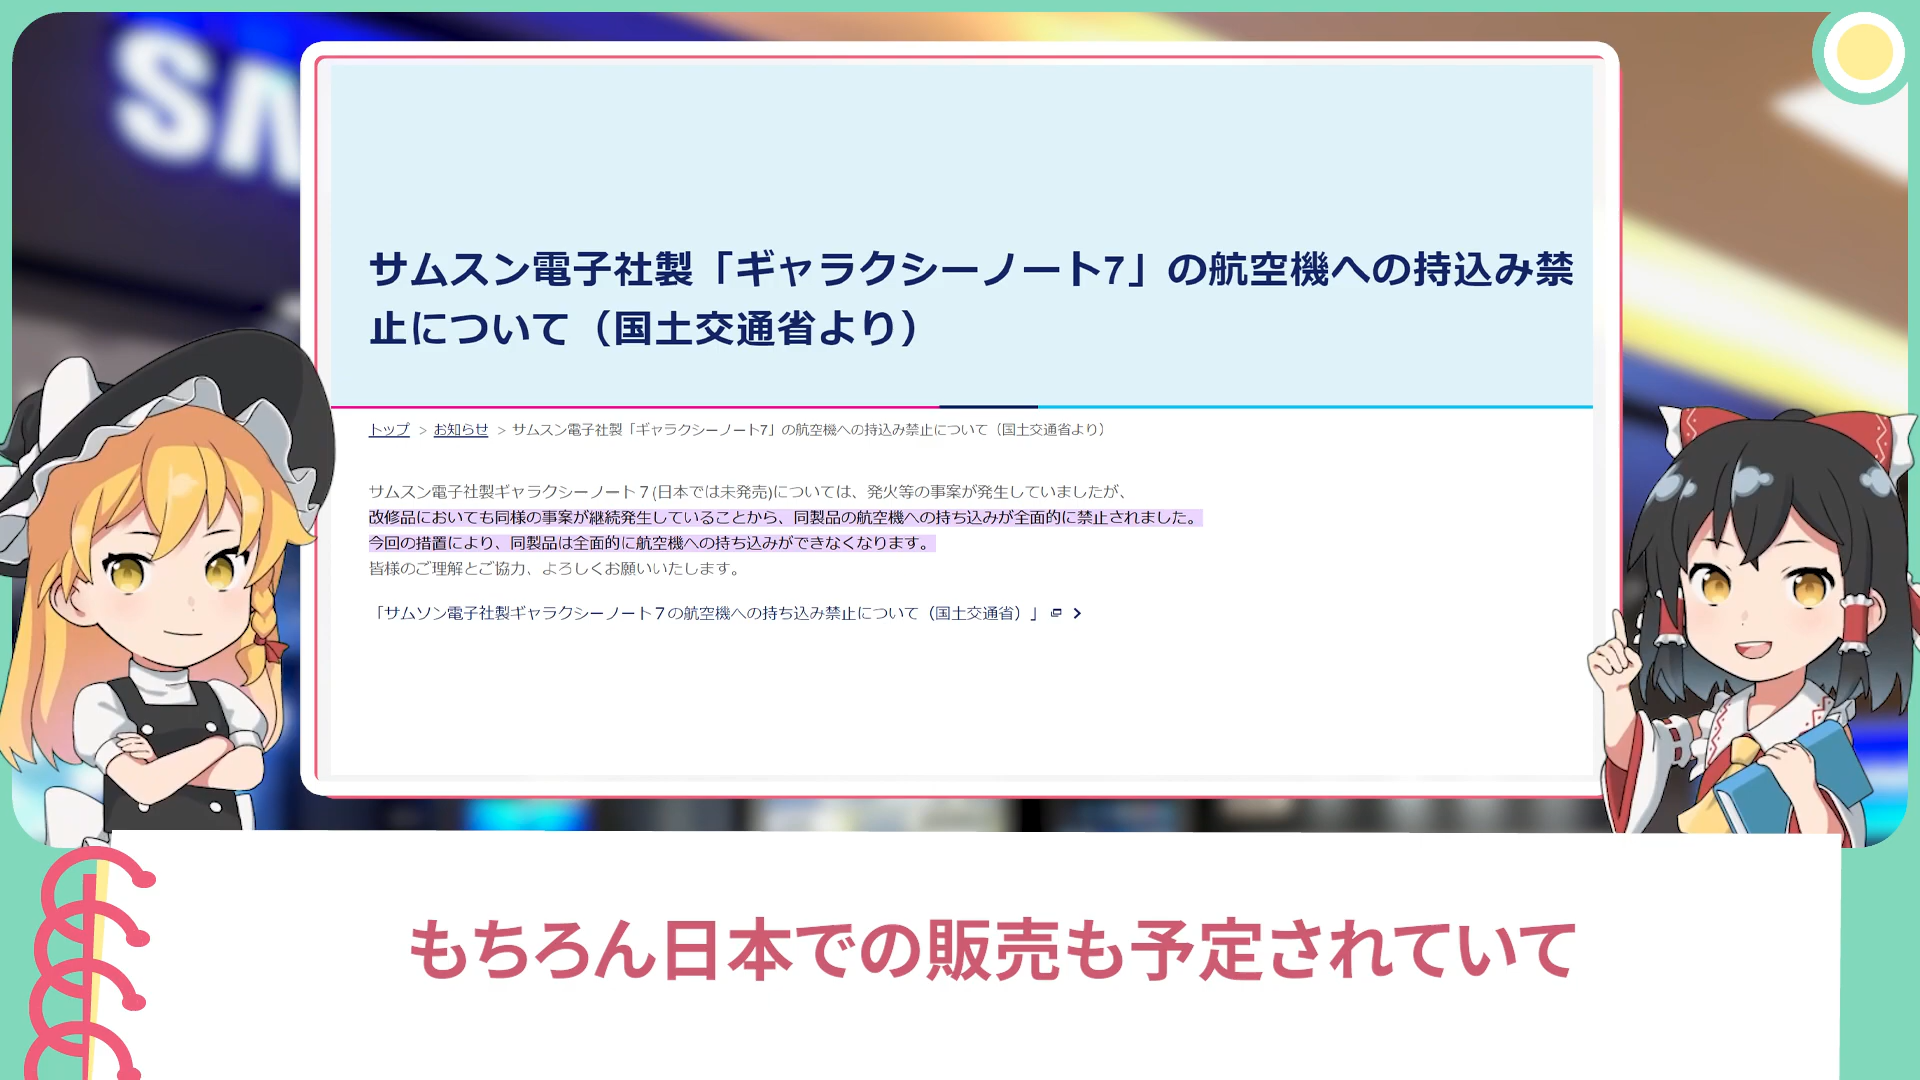 SA
サムスン電子社製「ギャラクシーノート7」の航空機への持込み禁
止について（国土交通省より）
トップ > お知らせ > サムスン電子社製「ギャラクシーノート7」の航空機への持込み禁止について（国土交通省より）
サムスン電子社製ギャラクシーノート７(日本では未発売)については、発火等の事案が発生していましたが、
改修品においても同様の事案が継続発生していることから、同製品の航空機への持ち込みが全面的に禁止されました。
今回の措置により、同製品は全面的に航空機への持ち込みができなくなります。
皆様のご理解とご協力、よろしくお願いいたします。
「サムソン電子社製ギャラクシーノート７の航空機への持ち込み禁止について（国土交通省）」
もちろん日本での販売も予定されていて